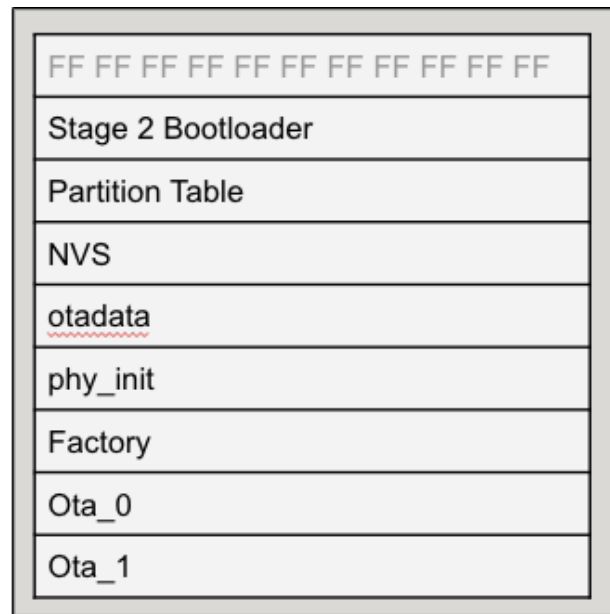 FF FF FF FF FF FF FF FF FF FF FF
Stage 2 Bootloader
Partition Table
NVS
otadata
phy_init
Factory
Ota_0
Ota_1